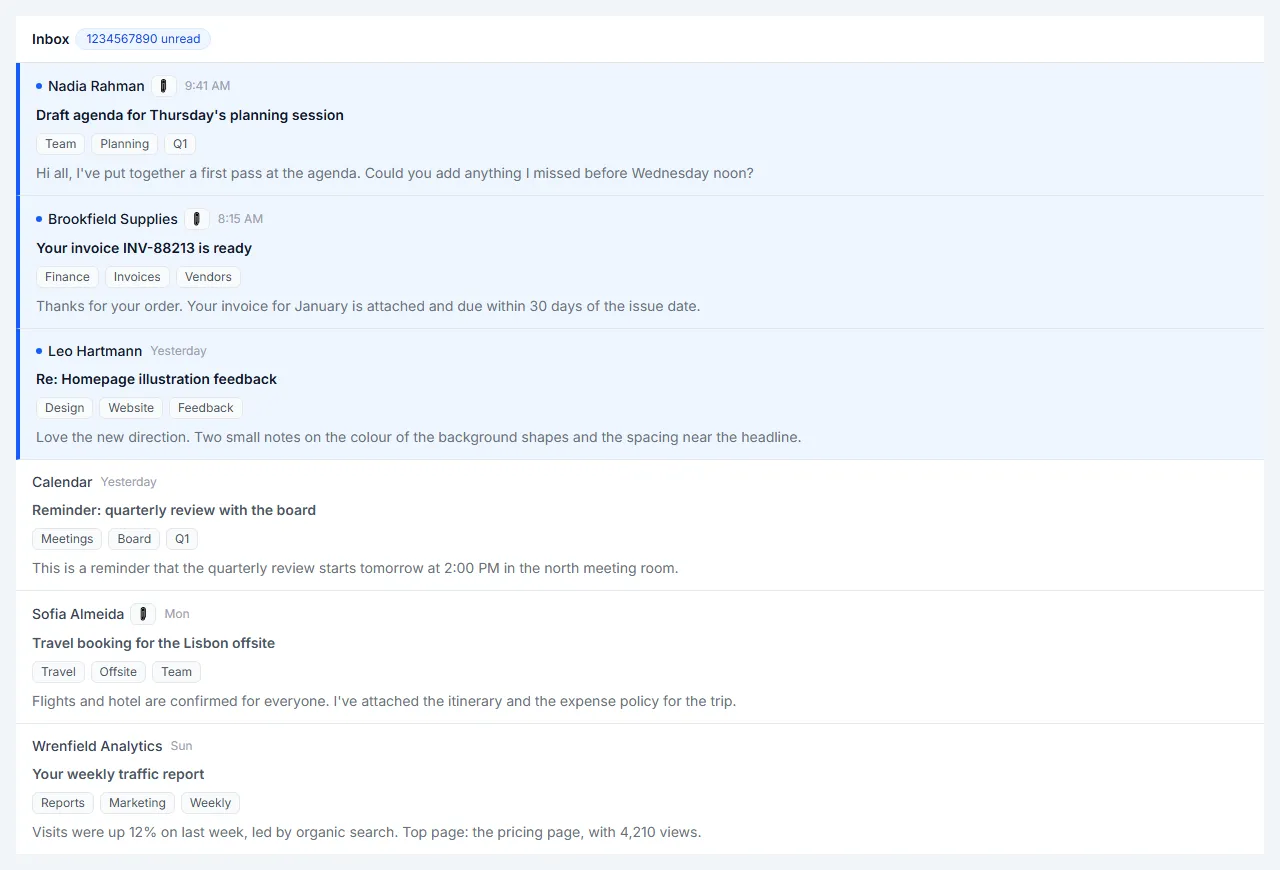 Inbox 1234567890 unread
Nadia Rahman 9:41 AM
Draft agenda for Thursday's planning session
Team Planning Q1
Hi all, I've put together a first pass at the agenda. Could you add anything I missed before Wednesday noon?
Brookfield Supplies 8:15 AM
Your invoice INV-88213 is ready
Finance Invoices Vendors
Thanks for your order. Your invoice for January is attached and due within 30 days of the issue date.
Leo Hartmann Yesterday
Re: Homepage illustration feedback
Design Website Feedback
Love the new direction. Two small notes on the colour of the background shapes and the spacing near the headline.
Calendar Yesterday
Reminder: quarterly review with the board
Meetings Board Q1
This is a reminder that the quarterly review starts tomorrow at 2:00 PM in the north meeting room.
Sofia Almeida Mon
Travel booking for the Lisbon offsite
Travel Offsite Team
Flights and hotel are confirmed for everyone. I've attached the itinerary and the expense policy for the trip.
Wrenfield Analytics Sun
Your weekly traffic report
Reports Marketing Weekly
Visits were up 12% on last week, led by organic search. Top page: the pricing page, with 4,210 views.